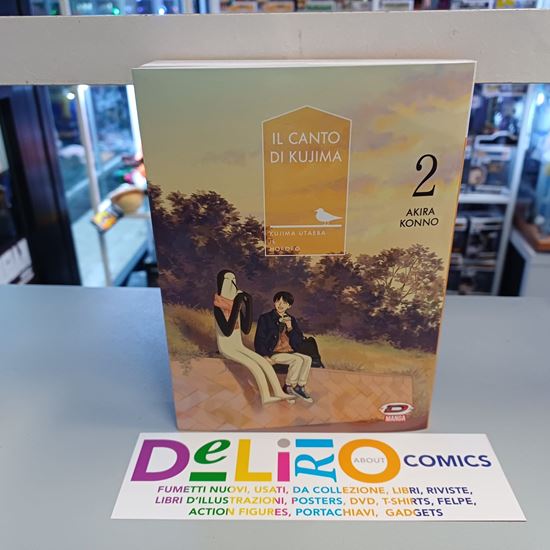 IL CANTO
DI KUJIMA
KUJIMA UTAEBA
IE
HORORO
2
AKIRA
KONNO
D
MANGA
DeLiRiO
ABOUT
COMICS
FUMETTI NUOVI, USATI, DA COLLEZIONE, LIBRI, RIVISTE,
LIBRI D'ILLUSTRAZIONI, POSTERS, DVD, T-SHIRTS, FELPE,
ACTION FIGURES, PORTACHIAVI, GADGETS